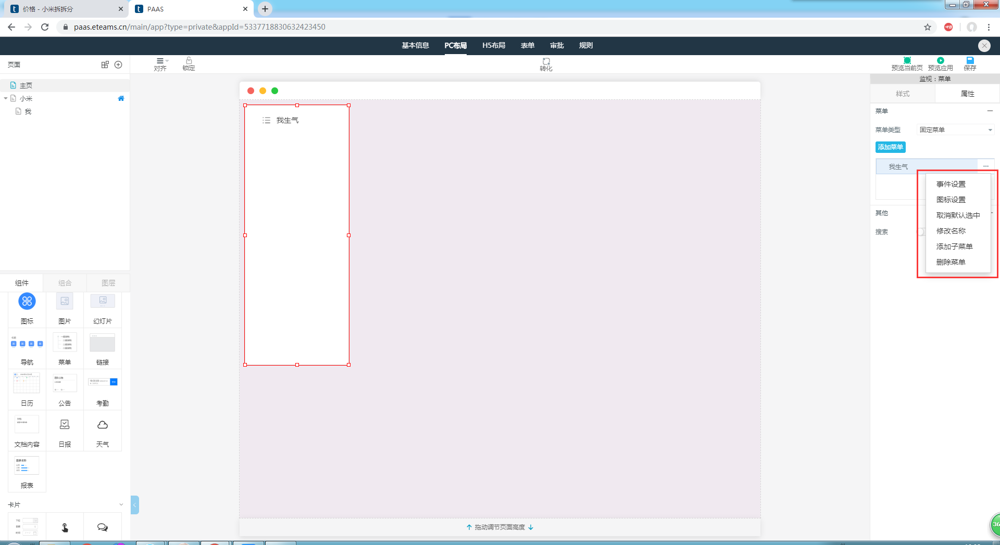 价格 - 小米拆拆分
PAAS
paas.eteams.cn/main/app?type=private&appId=5337718830632423450
基本信息 PC布局 H5布局 表单 审批 规则
页面
对齐 锁定 转化 预览当前页 预览应用 保存
主页
小米
我
我生气
监视：菜单
样式 属性
菜单
菜单类型 固定菜单
添加菜单
我生气
事件设置
图标设置
取消默认选中
修改名称
添加子菜单
删除菜单
其他
搜索
组件 组合 图层
图标 图片 幻灯片
导航 菜单 链接
日历 公告 考勤
文档内容 日报 天气
图表名称
报表
卡片
拖动调节页面高度
36